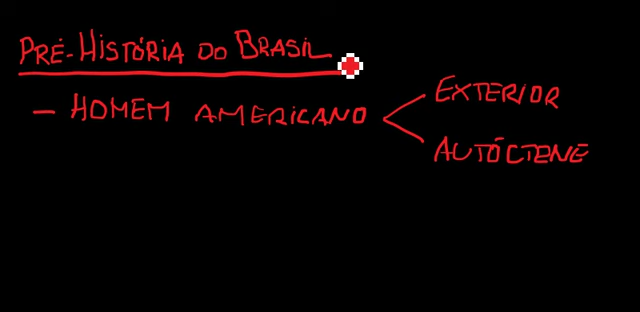 PRÉ-HISTÓRIA DO BRASIL
— HOMEM AMERICANO
EXTERIOR
AUTÓCTENE